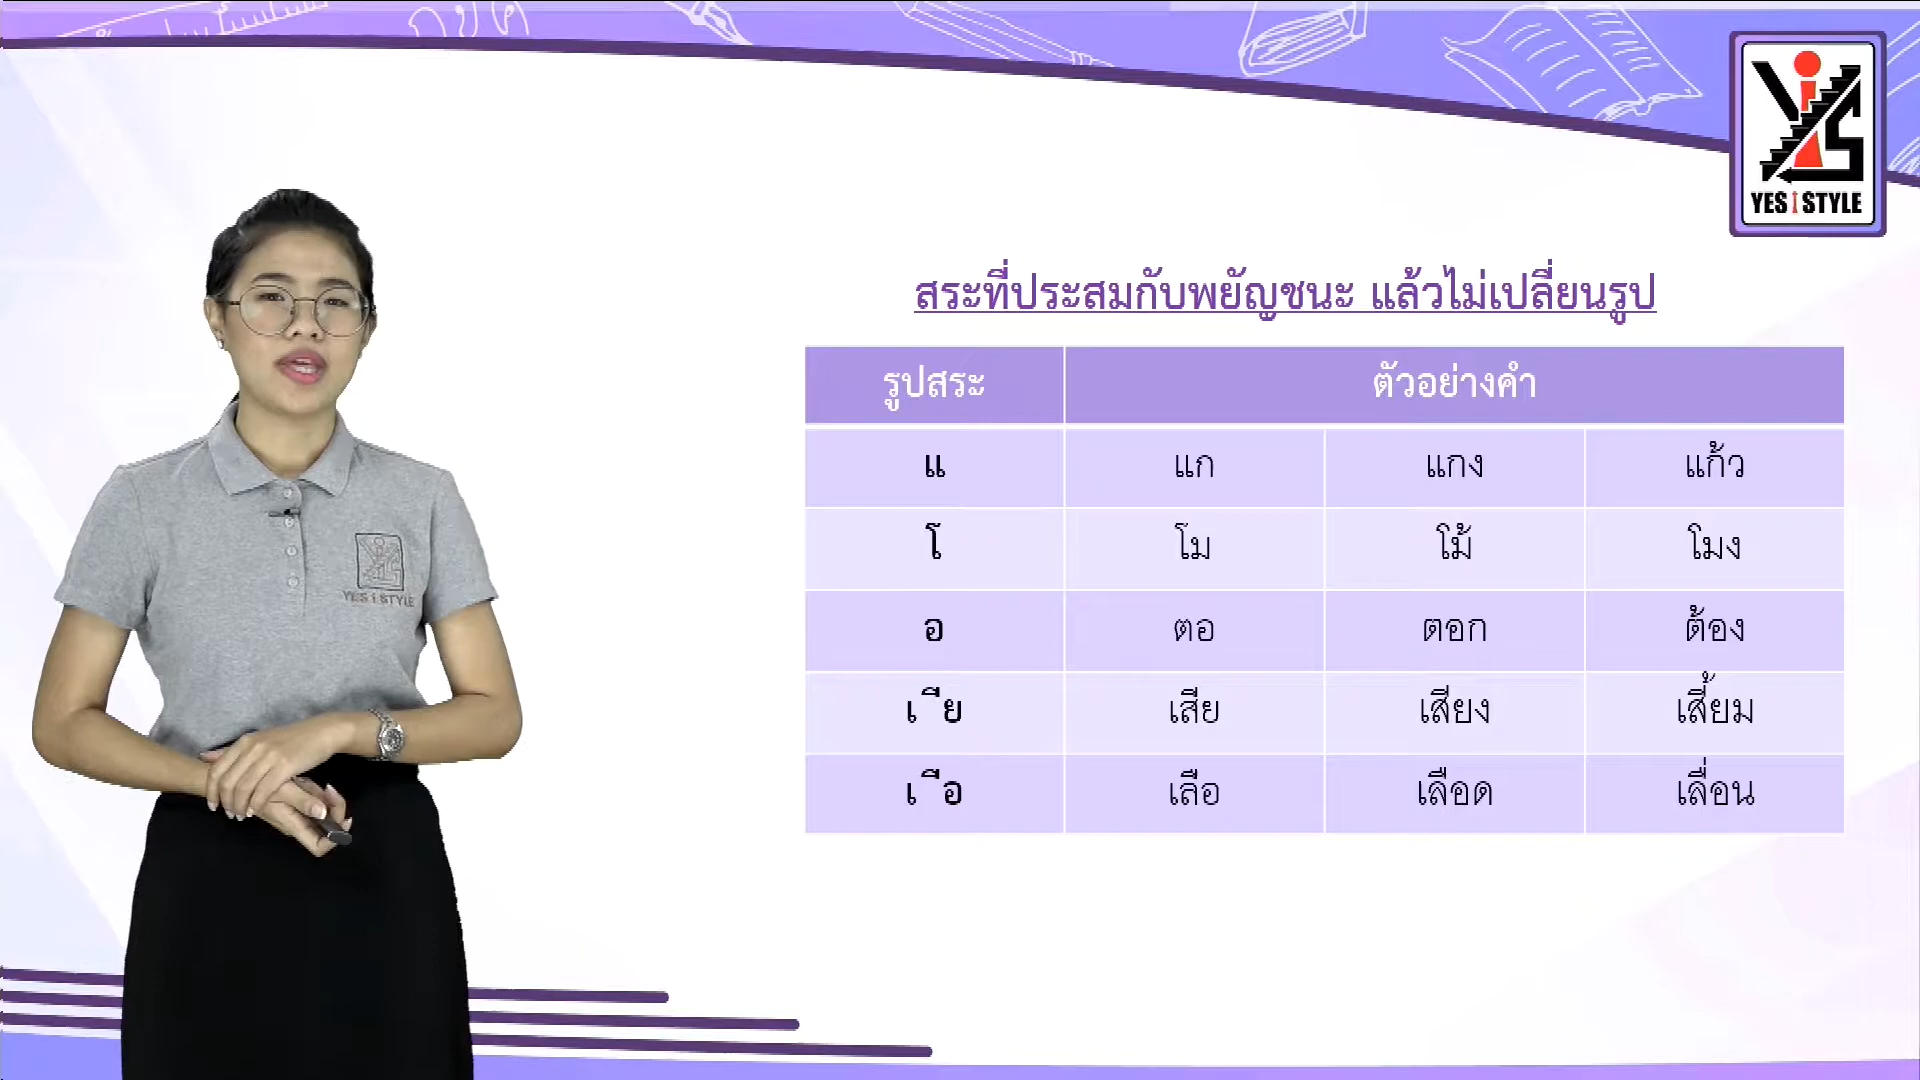 YES i STYLE
สระที่ประสมกับพยัญชนะ แล้วไม่เปลี่ยนรูป
รูปสระ ตัวอย่างคำ
แ แก แกง แก้ว
โ โม โม้ โมง
อ ตอ ตอก ต้อง
เ ีย เสีย เสียง เสี้ยม
เ ือ เลือ เลือด เลื่อน
YES i STYLE